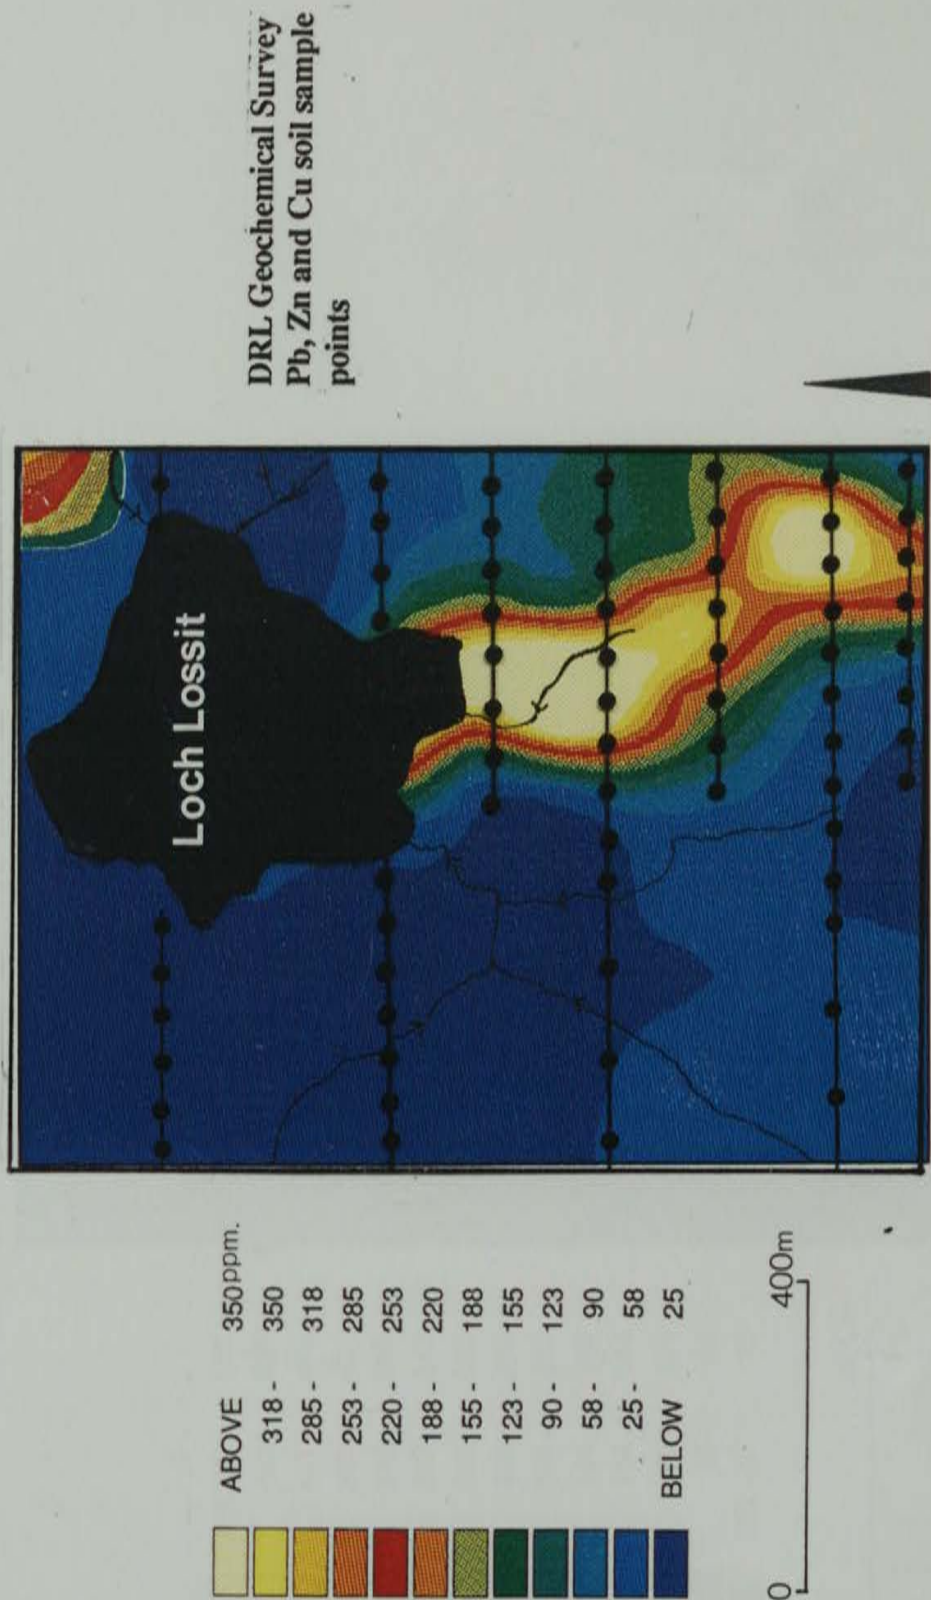 DRL Geochemical Survey
Pb, Zn and Cu soil sample
points
Loch Lossit
ABOVE 350ppm.
318 - 350
285 - 318
253 - 285
220 - 253
188 - 220
155 - 188
123 - 155
90 - 123
58 - 90
25 - 58
BELOW 25
0 400m